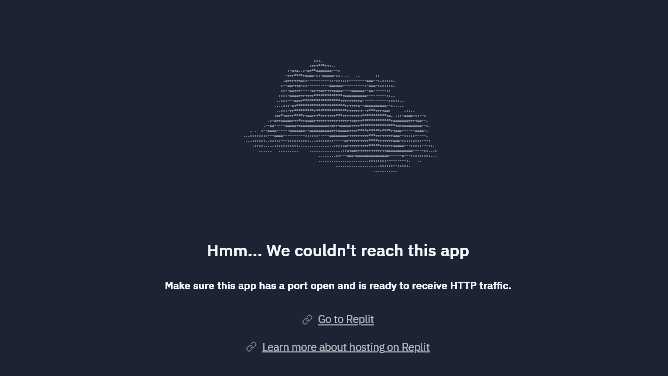 Hmm... We couldn't reach this app
Make sure this app has a port open and is ready to receive HTTP traffic.
Go to Replit
Learn more about hosting on Replit